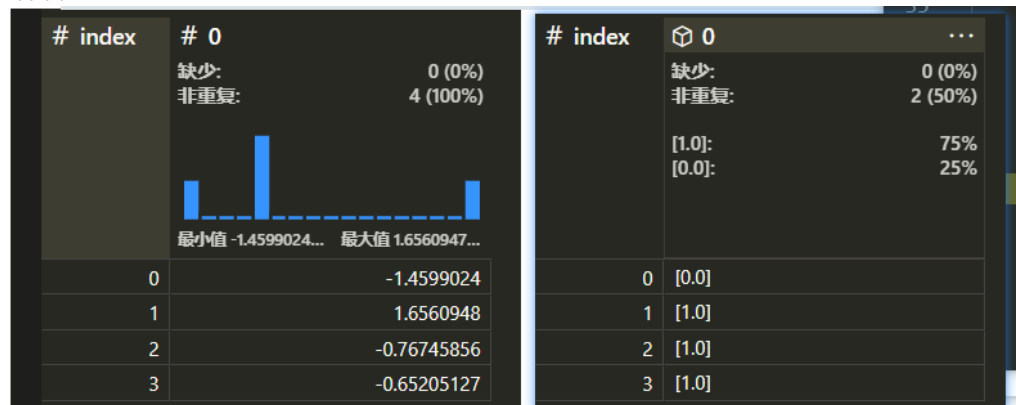 # index
# 0
缺少: 0 (0%)
非重复: 4 (100%)
最小值 -1.4599024... 最大值 1.6560947...
0 -1.4599024
1 1.6560948
2 -0.76745856
3 -0.65205127
# index
0 ...
缺少: 0 (0%)
非重复: 2 (50%)
[1.0]: 75%
[0.0]: 25%
0 [0.0]
1 [1.0]
2 [1.0]
3 [1.0]